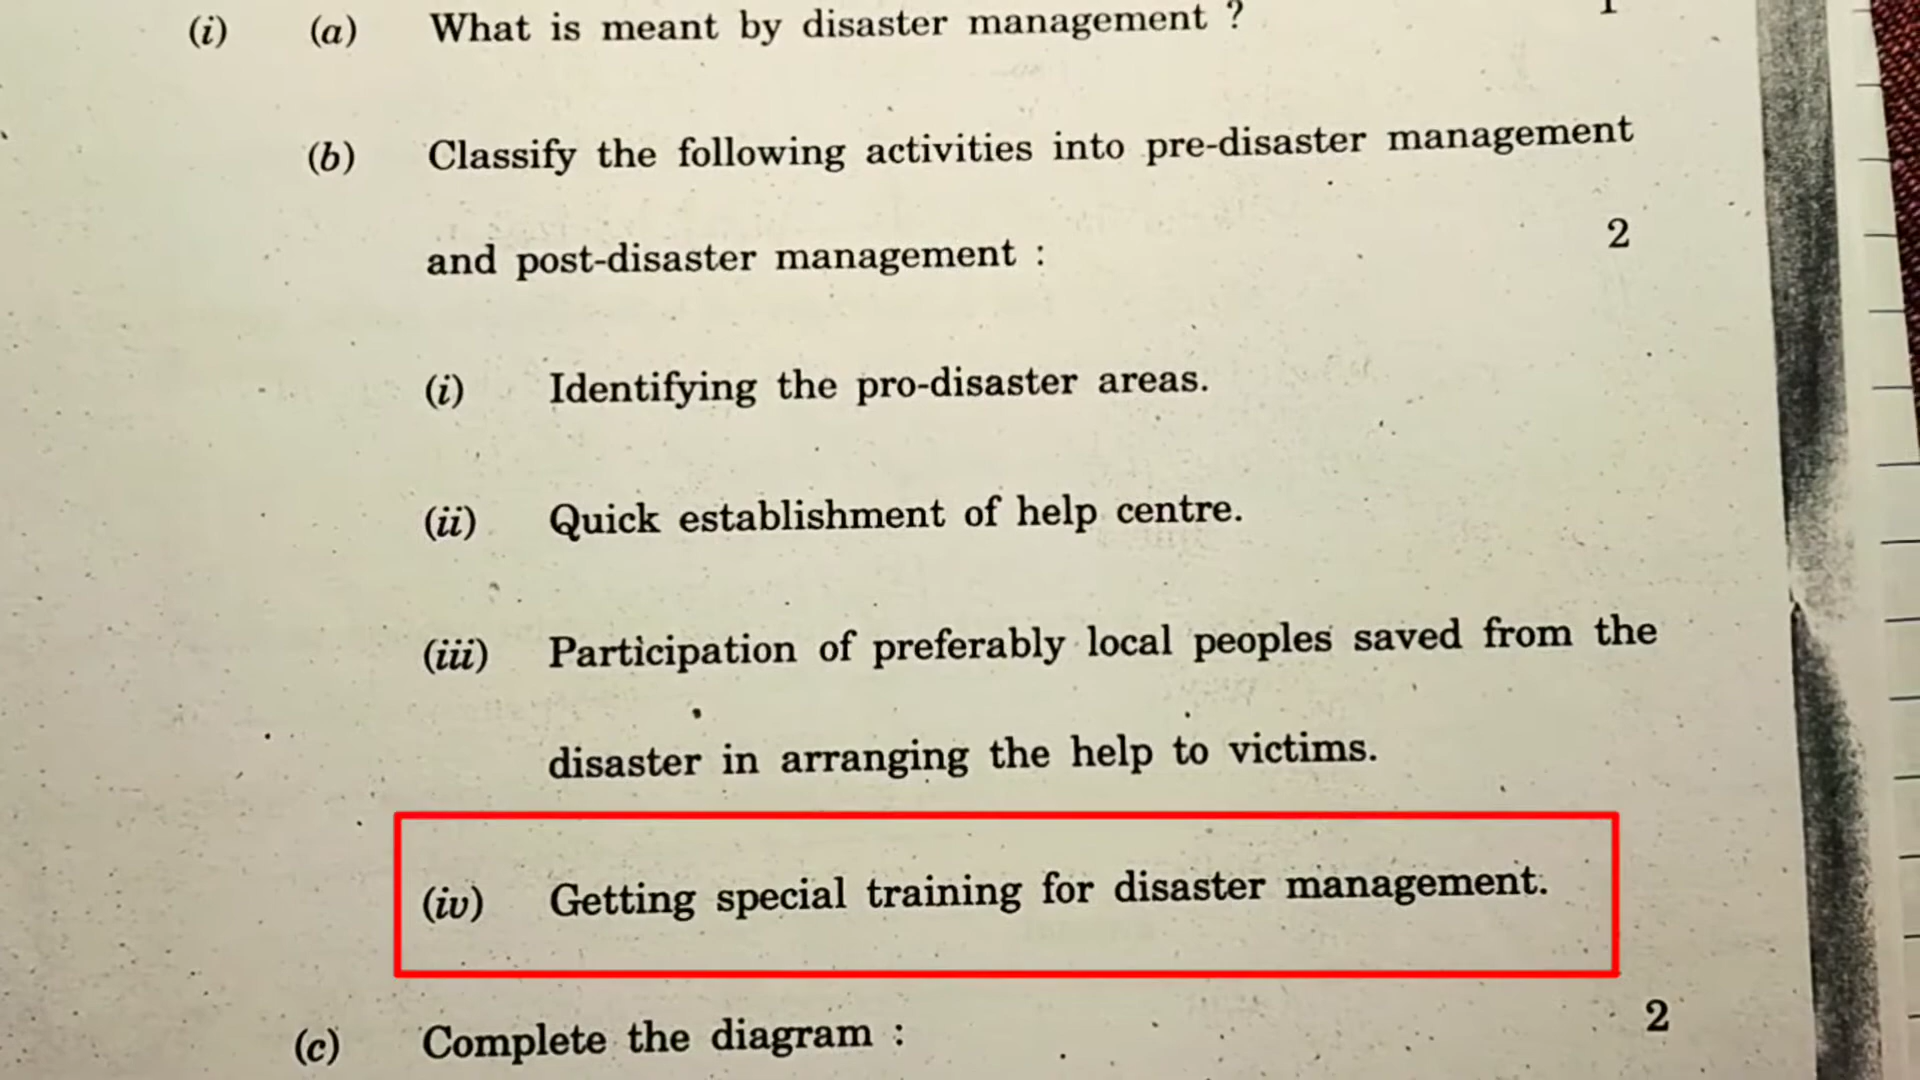 (i) (a) What is meant by disaster management ? 1
(b) Classify the following activities into pre-disaster management
and post-disaster management : 2
(i) Identifying the pro-disaster areas.
(ii) Quick establishment of help centre.
(iii) Participation of preferably local peoples saved from the
disaster in arranging the help to victims.
(iv) Getting special training for disaster management.
(c) Complete the diagram : 2